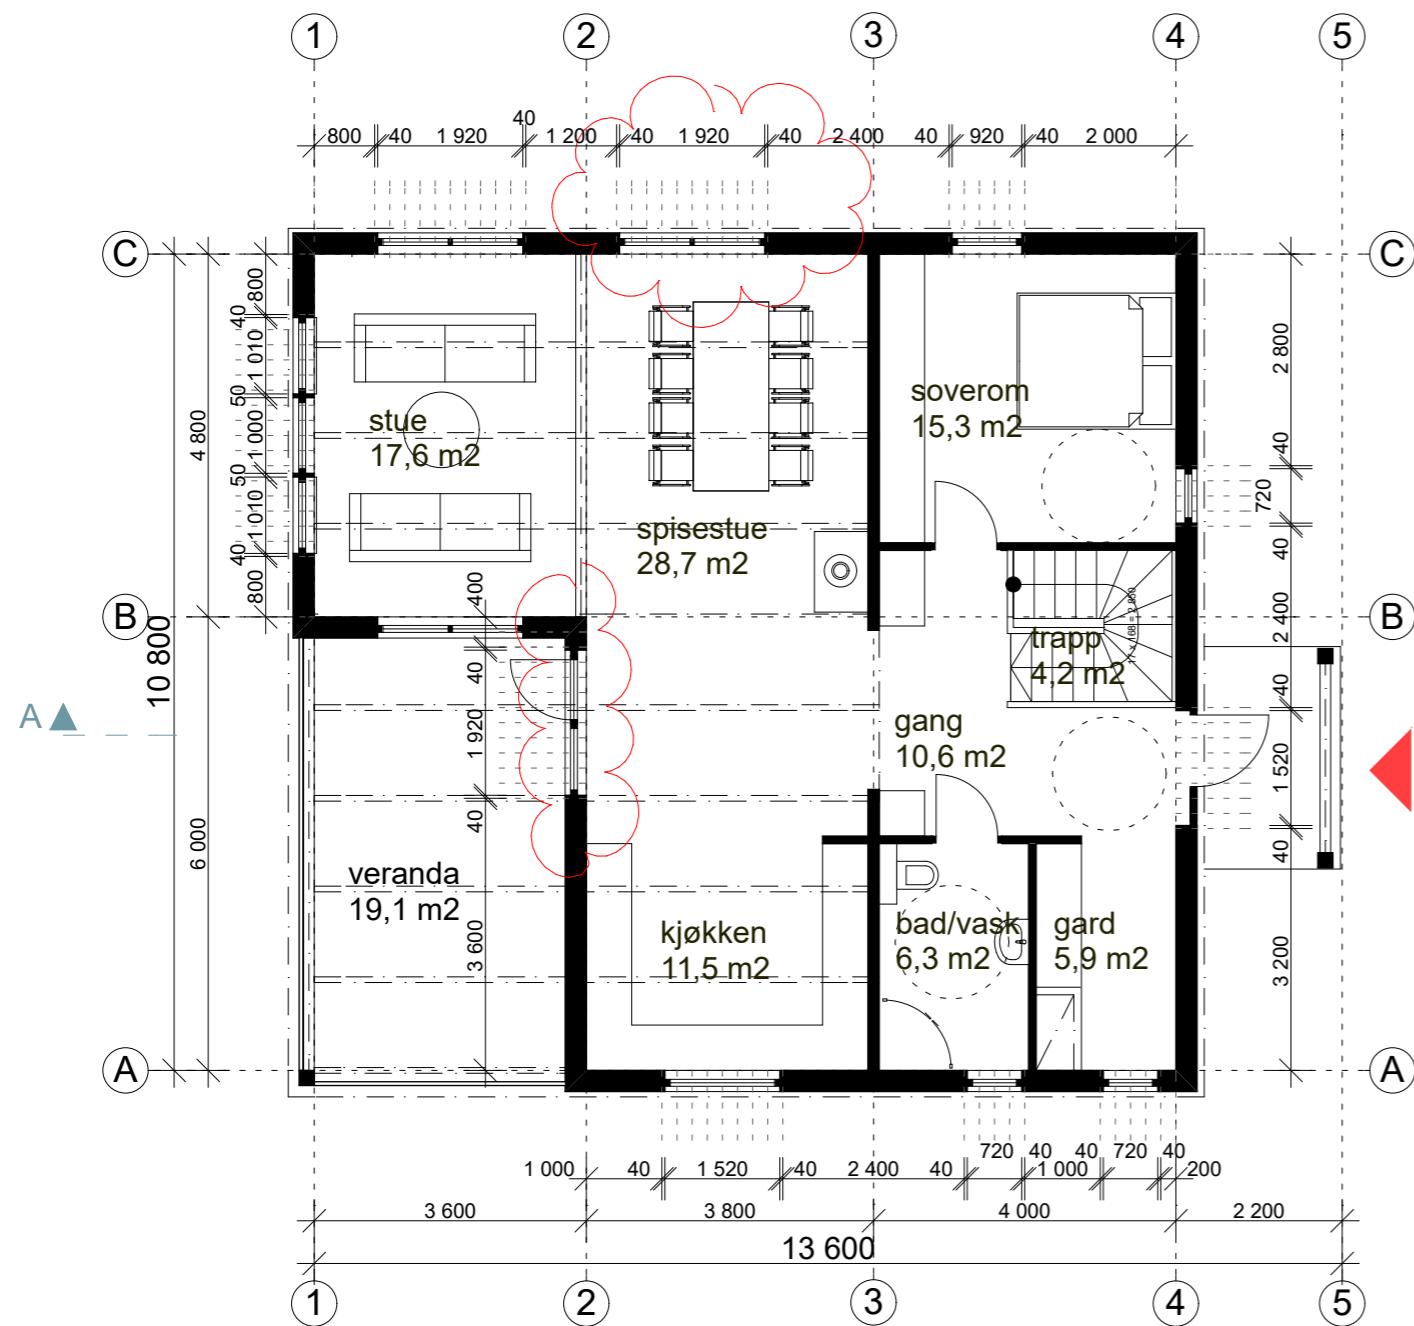 1 2 3 4 5
40
800 40 1 920 1 200 40 1 920 40 2 400 40 920 40 2 000
C
C
800
40
1 010
50
1 000
50
1 010
40
800
4 800
10 800
6 000
2 800
40
720
40
2 400
40
1 520
40
3 200
stue
17,6 m2
soverom
15,3 m2
spisestue
28,7 m2
B
B
400
40
1 920
40
3 600
trapp
4,2 m2
A
gang
10,6 m2
veranda
19,1 m2
kjøkken
11,5 m2
bad/vask
6,3 m2
gard
5,9 m2
A
A
720 40 40 720 40
1 000 40 1 520 40 2 400 40 1 000 200
3 600 3 800 4 000 2 200
13 600
1 2 3 4 5